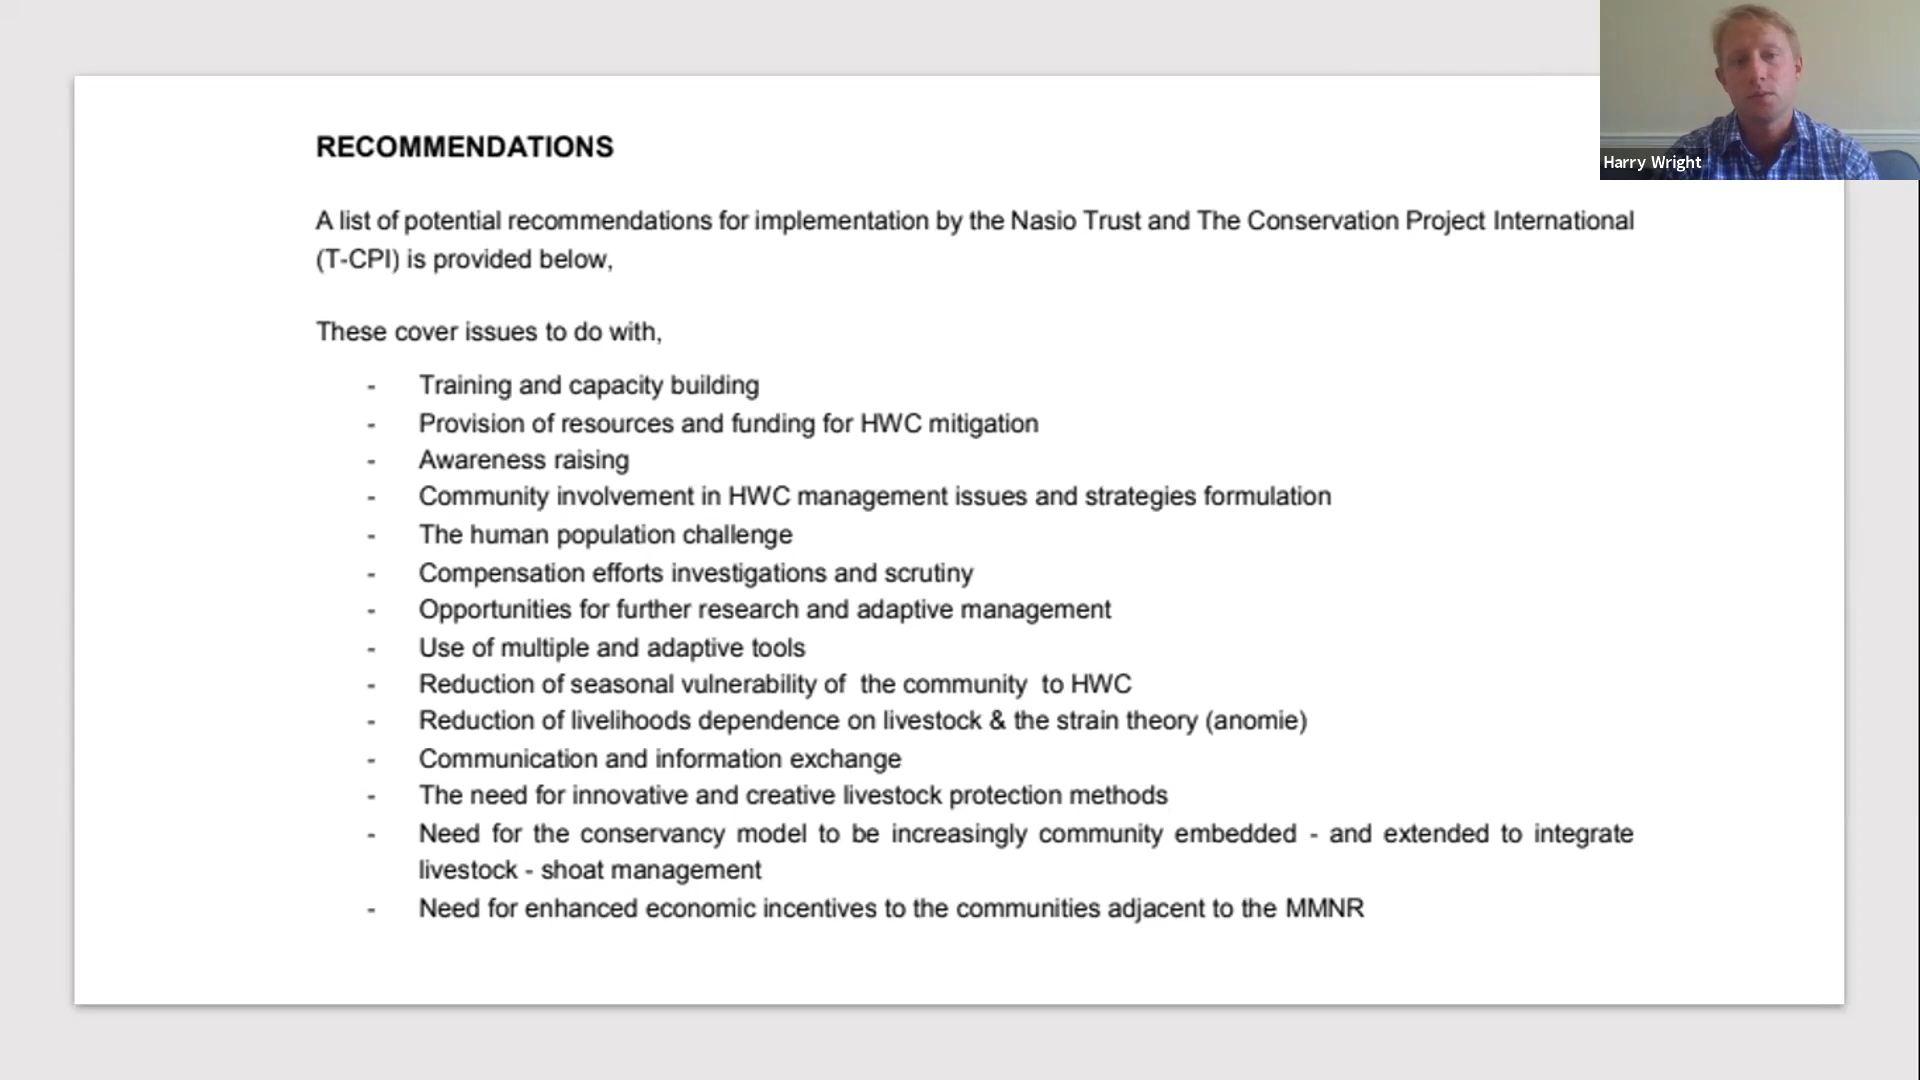 RECOMMENDATIONS
A list of potential recommendations for implementation by the Nasio Trust and The Conservation Project International
(T-CPI) is provided below,
These cover issues to do with,
- Training and capacity building
- Provision of resources and funding for HWC mitigation
- Awareness raising
- Community involvement in HWC management issues and strategies formulation
- The human population challenge
- Compensation efforts investigations and scrutiny
- Opportunities for further research and adaptive management
- Use of multiple and adaptive tools
- Reduction of seasonal vulnerability of the community to HWC
- Reduction of livelihoods dependence on livestock & the strain theory (anomie)
- Communication and information exchange
- The need for innovative and creative livestock protection methods
- Need for the conservancy model to be increasingly community embedded - and extended to integrate
livestock - shoat management
- Need for enhanced economic incentives to the communities adjacent to the MMNR
Harry Wright